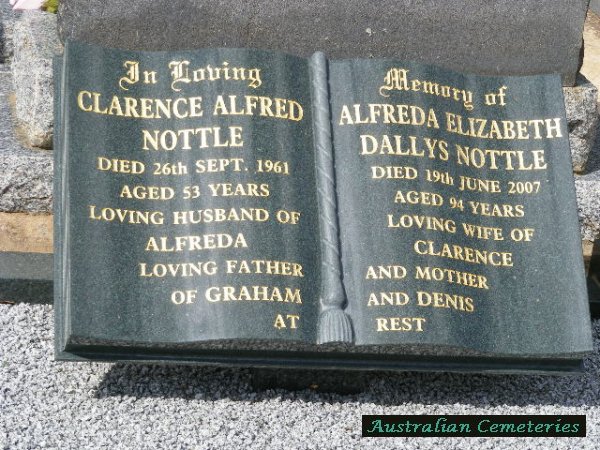 In Loving
CLARENCE ALFRED
NOTTLE
DIED 26th SEPT. 1961
AGED 53 YEARS
LOVING HUSBAND OF
ALFREDA
LOVING FATHER
OF GRAHAM
AT
Memory of
ALFREDA ELIZABETH
DALLYS NOTTLE
DIED 19th JUNE 2007
AGED 94 YEARS
LOVING WIFE OF
CLARENCE
AND MOTHER
AND DENIS
REST
Australian Cemeteries